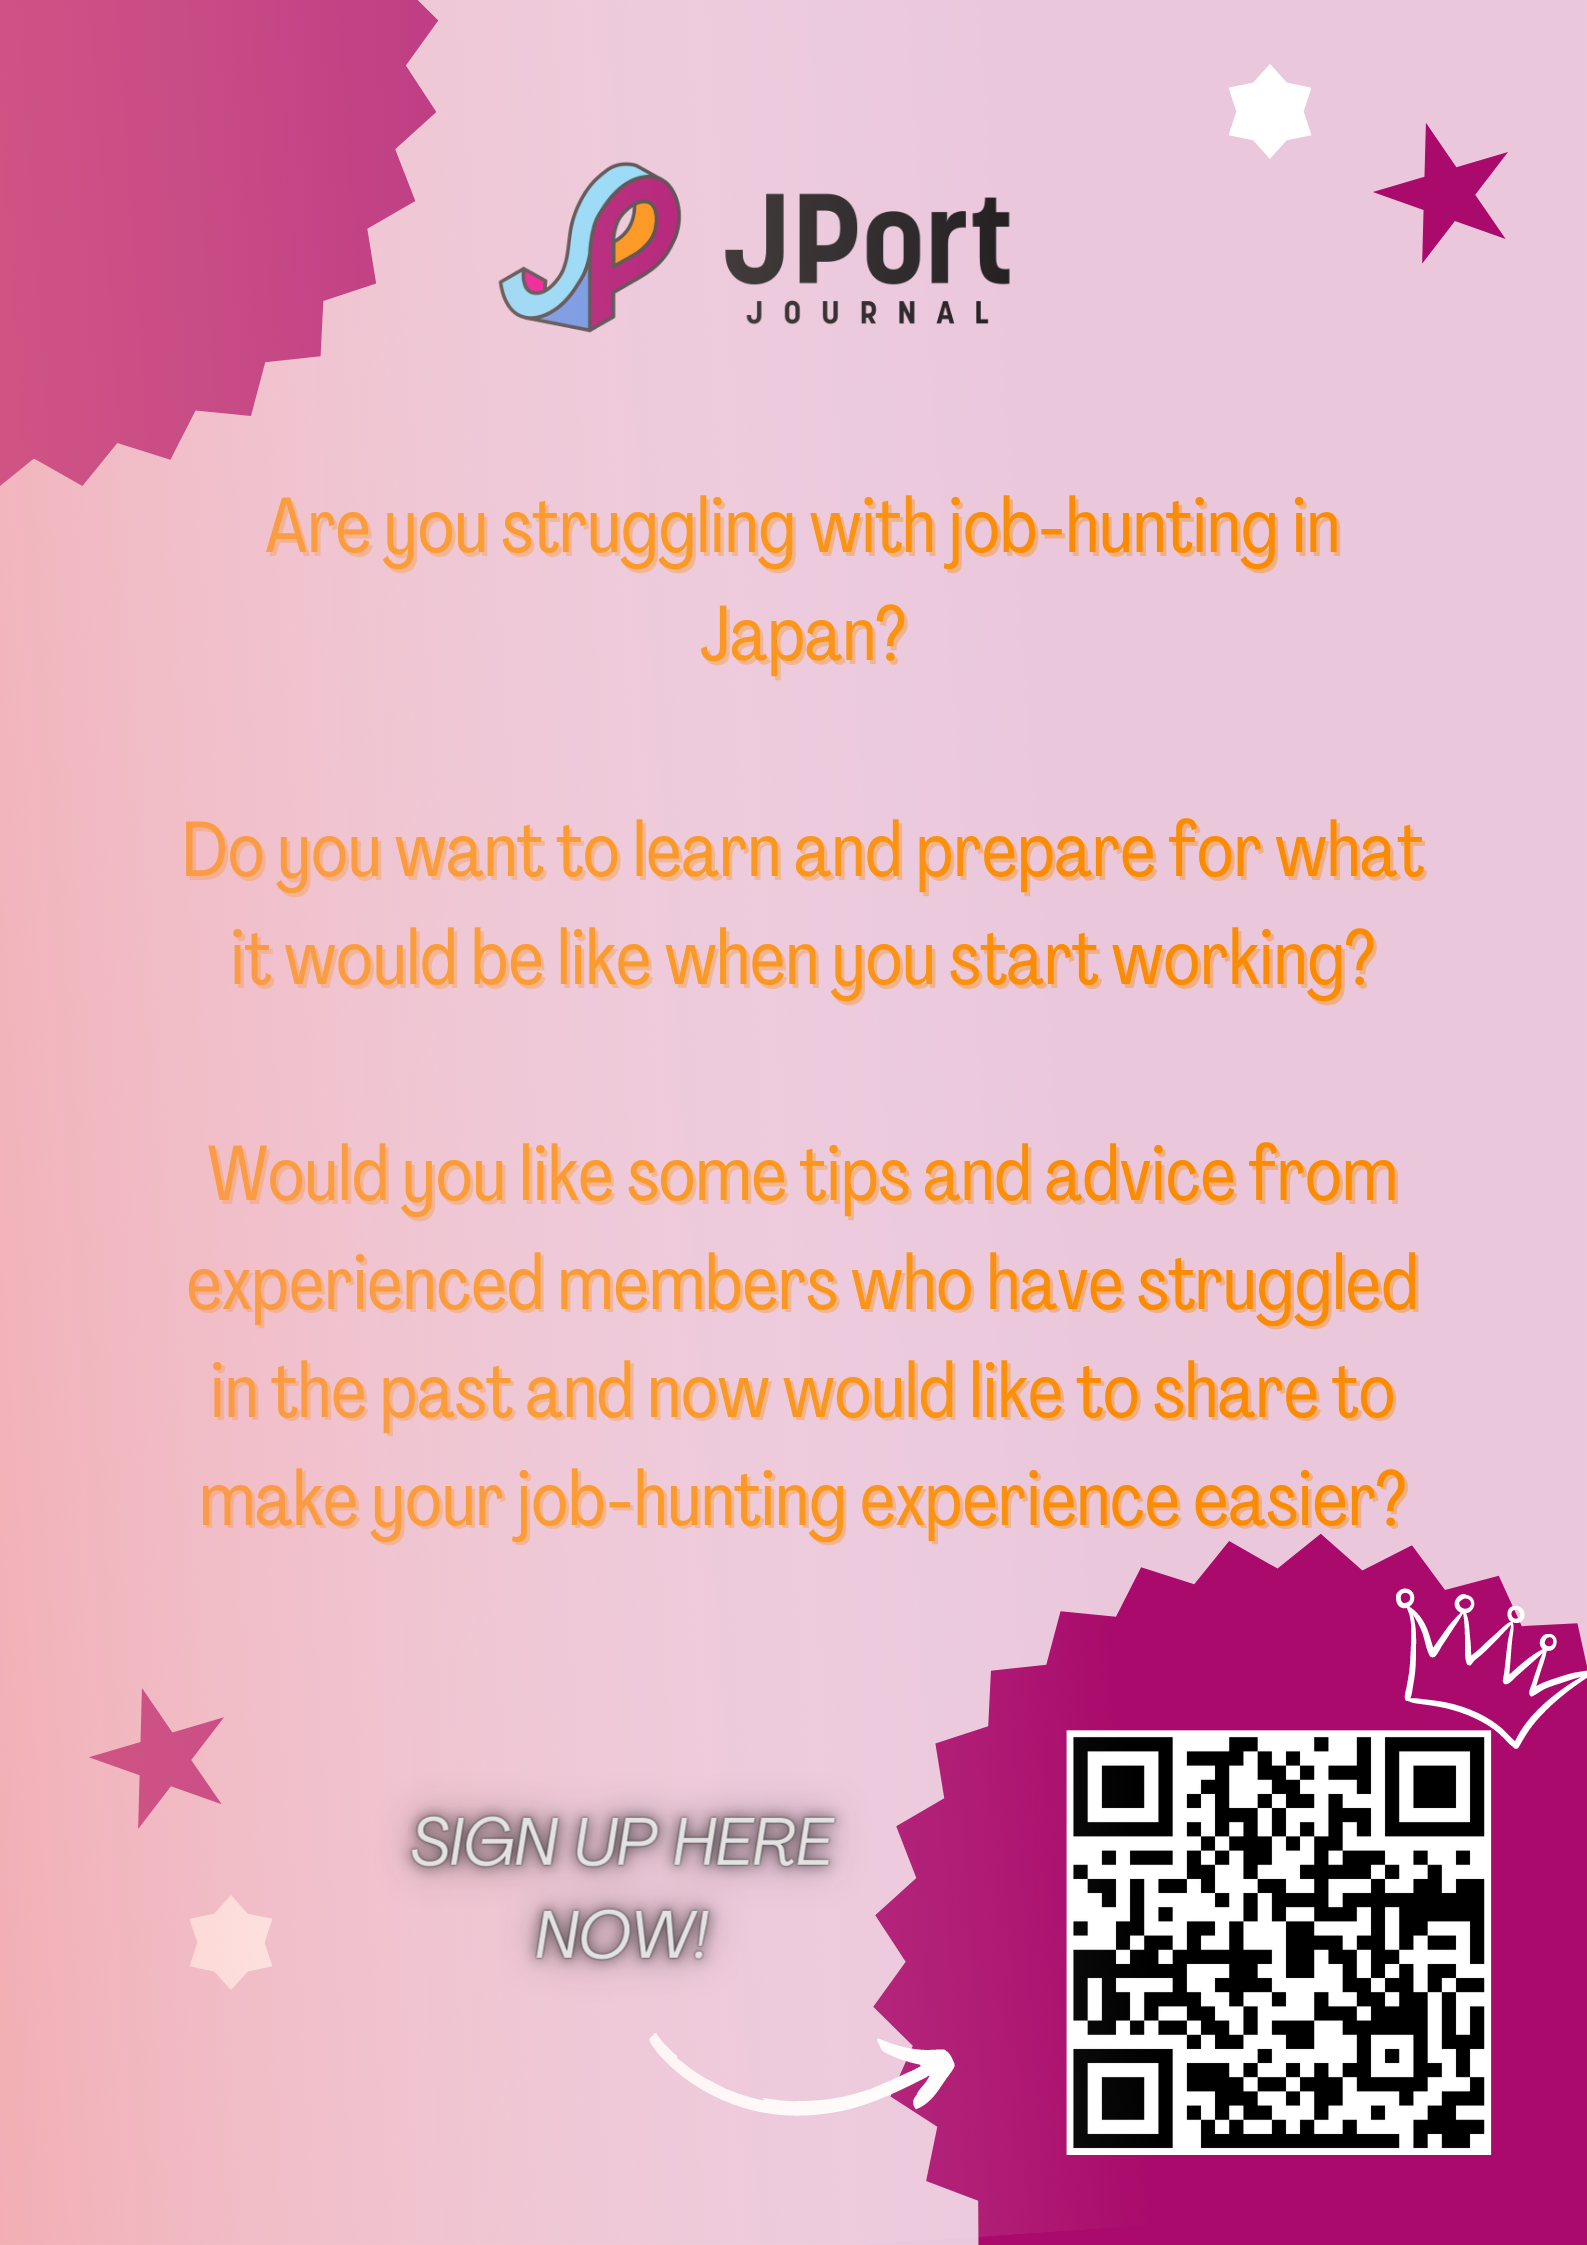 JPort
JOURNAL
Are you struggling with job-hunting in
Japan?
Do you want to learn and prepare for what
it would be like when you start working?
Would you like some tips and advice from
experienced members who have struggled
in the past and now would like to share to
make your job-hunting experience easier?
SIGN UP HERE
NOW!